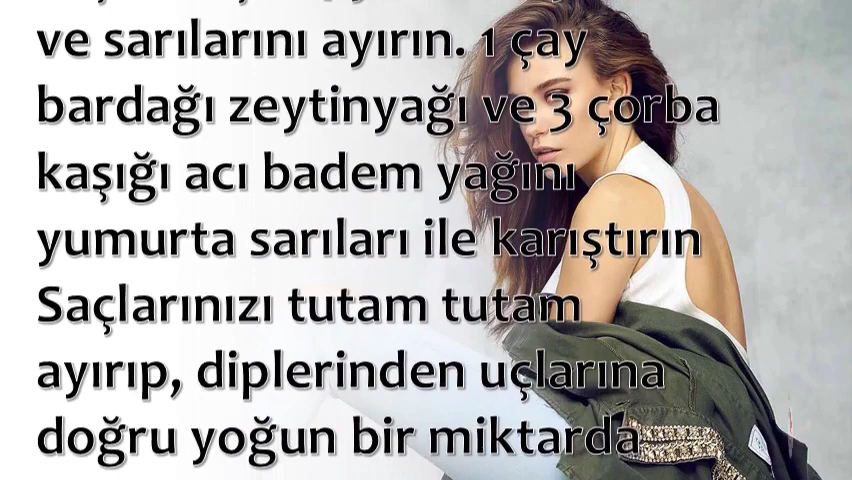 ve sarılarını ayırın. 1 çay
bardağı zeytinyağı ve 3 çorba
kaşığı acı badem yağını
yumurta sarıları ile karıştırın
Saçlarınızı tutam tutam
ayırıp, diplerinden uçlarına
doğru yoğun bir miktarda